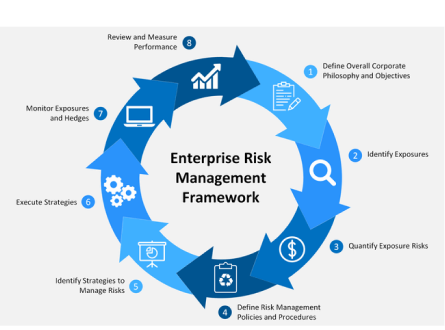 Enterprise Risk
Management
Framework
1
Define Overall Corporate
Philosophy and Objectives
2 Identify Exposures
3 Quantify Exposure Risks
4
Define Risk Management
Policies and Procedures
Identify Strategies to
Manage Risks
5
Execute Strategies 6
Monitor Exposures
and Hedges
7
Review and Measure
Performance
8
$